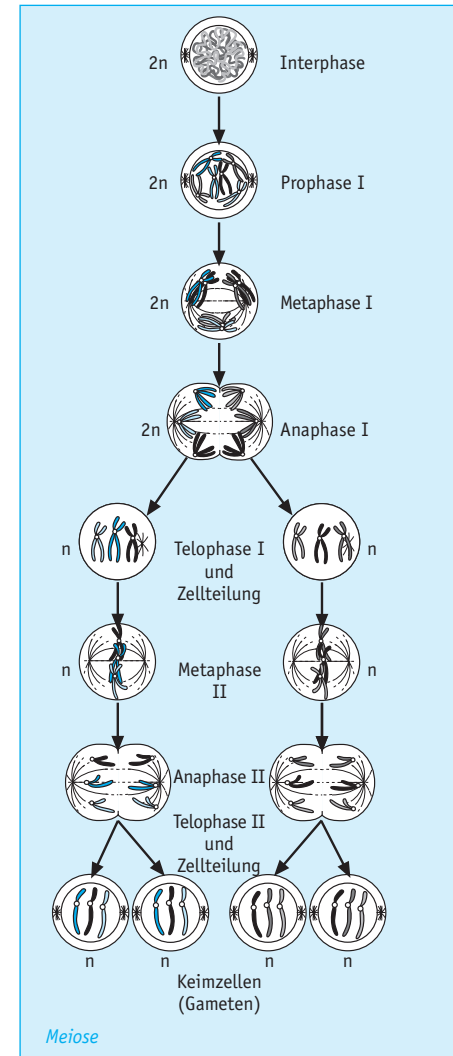 2n Interphase
2n Prophase I
2n Metaphase I
2n Anaphase I
n Telophase I n
und
Zellteilung
n Metaphase n
II
Anaphase II
Telophase II
und
Zellteilung
n n n n
Keimzellen
(Gameten)
Meiose